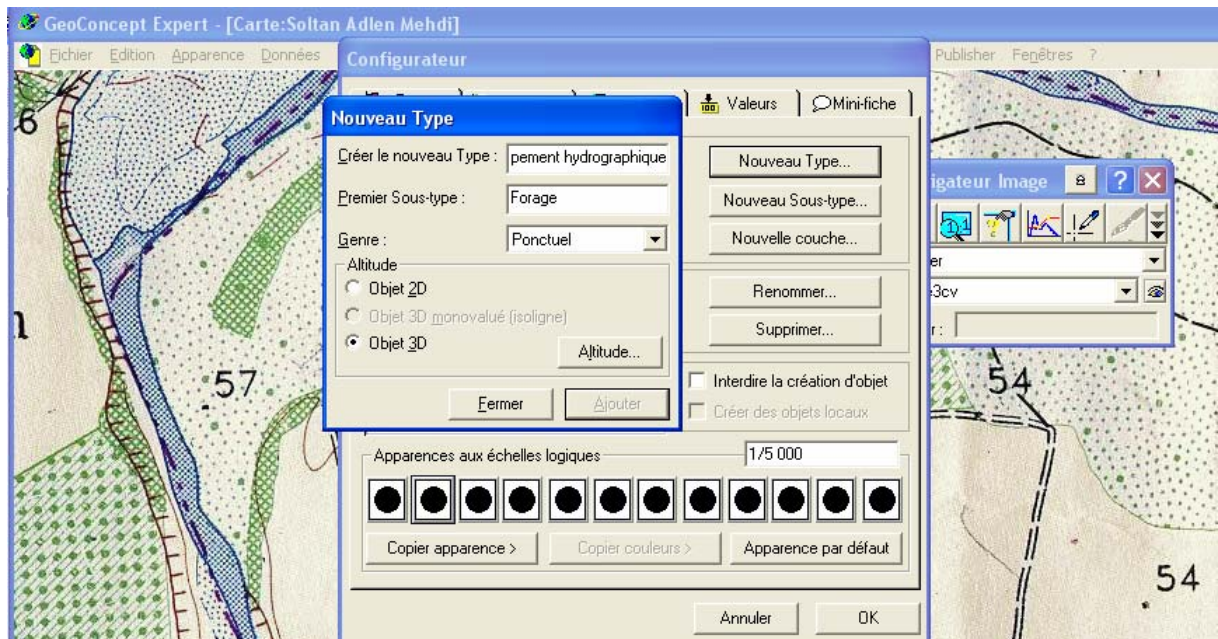 GeoConcept Expert - [Carte:Soltan Adlen Mehdi]
Fichier Edition Apparence Données Publisher Fenêtres ?
Configurateur
Valeurs Mini-fiche
Nouveau Type
Créer le nouveau Type : pement hydrographique
Premier Sous-type : Forage
Genre : Ponctuel
Altitude
Objet 2D
Objet 3D monovalué (isoligne)
Objet 3D
Altitude...
Fermer Ajouter
Nouveau Type...
Nouveau Sous-type...
Nouvelle couche...
Renommer...
Supprimer...
Interdire la création d'objet
Créer des objets locaux
Apparences aux échelles logiques 1/5 000
Copier apparence > Copier couleurs > Apparence par défaut
Annuler OK
igateur Image
er
3cv
r :
6
57
54
54